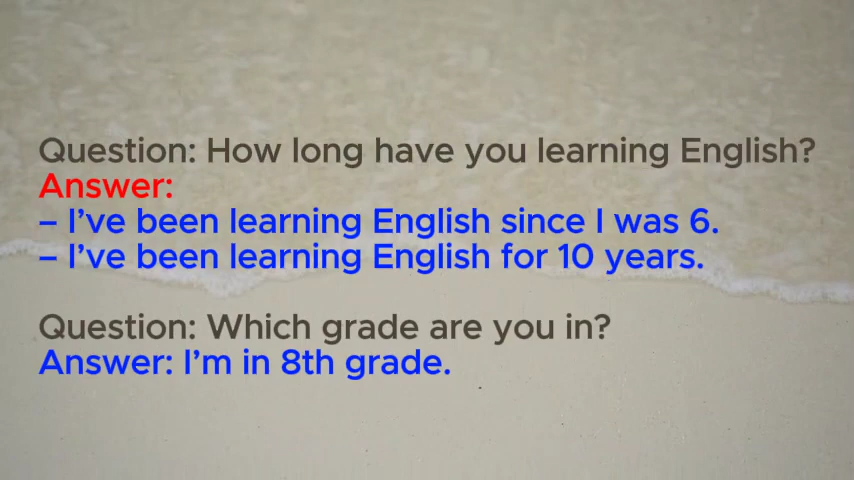 Question: How long have you learning English?
Answer:
– I've been learning English since I was 6.
– I've been learning English for 10 years.
Question: Which grade are you in?
Answer: I'm in 8th grade.